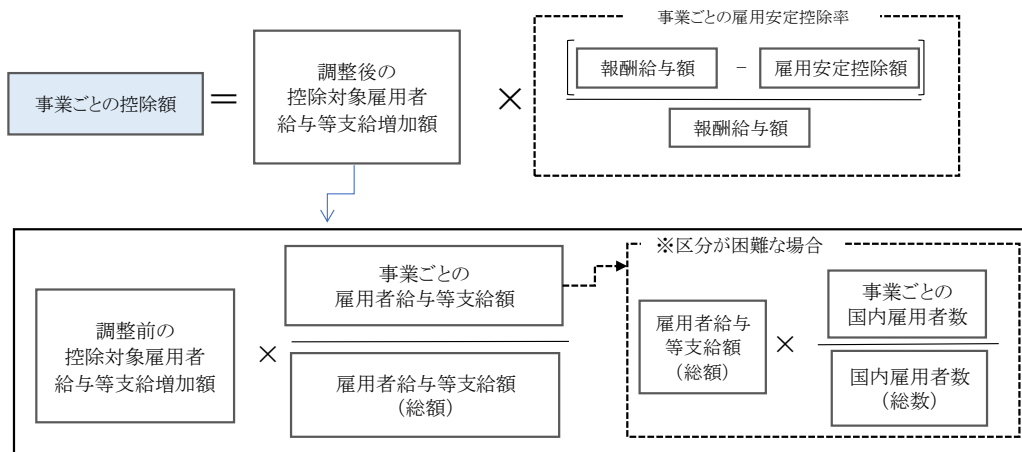 事業ごとの雇用安定控除率
事業ごとの控除額
=
調整後の
控除対象雇用者
給与等支給増加額
×
報酬給与額
－
雇用安定控除額
報酬給与額
※区分が困難な場合
調整前の
控除対象雇用者
給与等支給増加額
×
事業ごとの
雇用者給与等支給額
雇用者給与等支給額
(総額)
雇用者給与
等支給額
(総額)
×
事業ごとの
国内雇用者数
国内雇用者数
(総数)